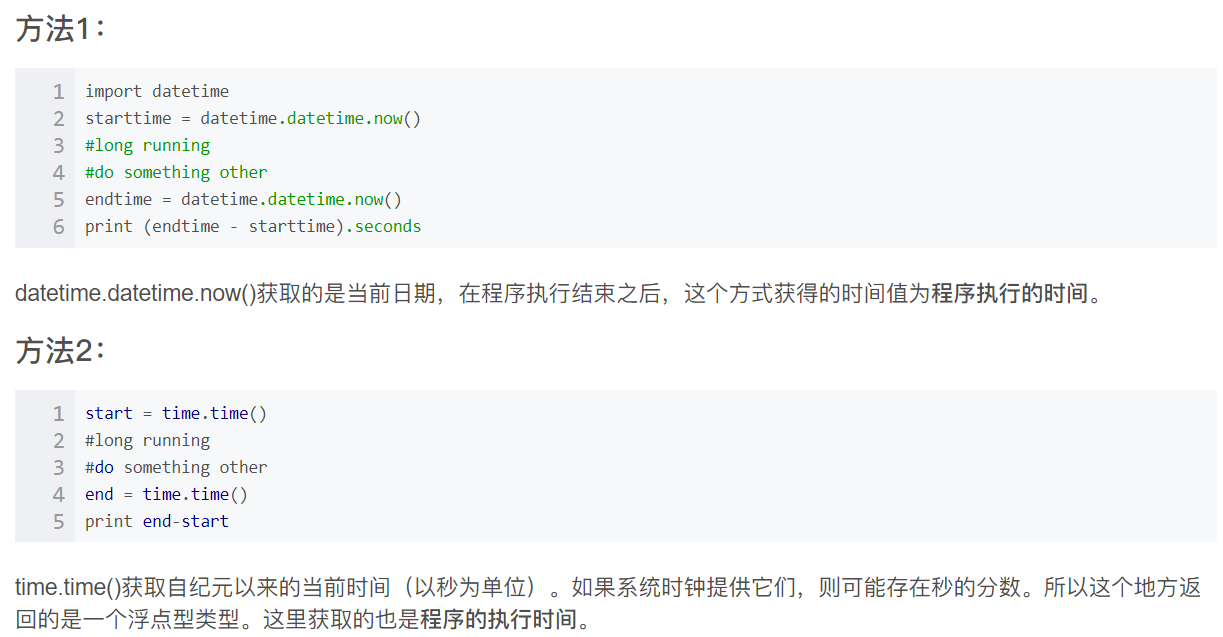 方法1：
1 import datetime
2 starttime = datetime.datetime.now()
3 #long running
4 #do something other
5 endtime = datetime.datetime.now()
6 print (endtime - starttime).seconds
datetime.datetime.now()获取的是当前日期，在程序执行结束之后，这个方式获得的时间值为程序执行的时间。
方法2：
1 start = time.time()
2 #long running
3 #do something other
4 end = time.time()
5 print end-start
time.time()获取自纪元以来的当前时间（以秒为单位）。如果系统时钟提供它们，则可能存在秒的分数。所以这个地方返
回的是一个浮点型类型。这里获取的也是程序的执行时间。